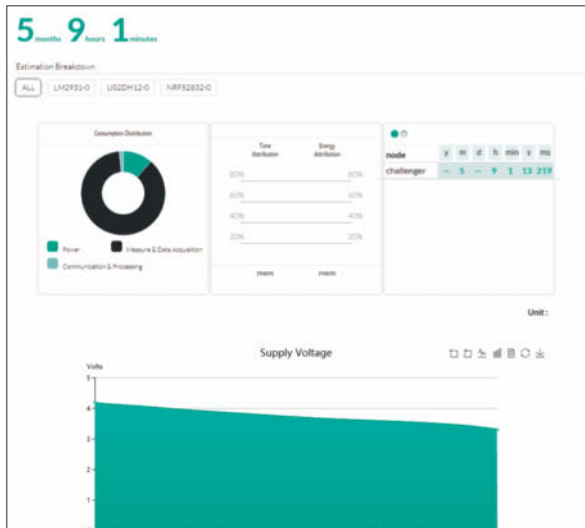 5 months 9 hours 1 minutes
Estimation Breakdown
ALL LM2931-0 LIS2DH12-0 NRF52832-0
Consumption Distribution
Power Measure & Data Acquisition
Communication & Processing
Time distribution Energy distribution
80% 80%
60% 60%
40% 40%
20% 20%
node y m d h min s ms
challenger -- 5 -- 9 1 13 219
Unit:
Supply Voltage
Volts
5
4
3
2
1